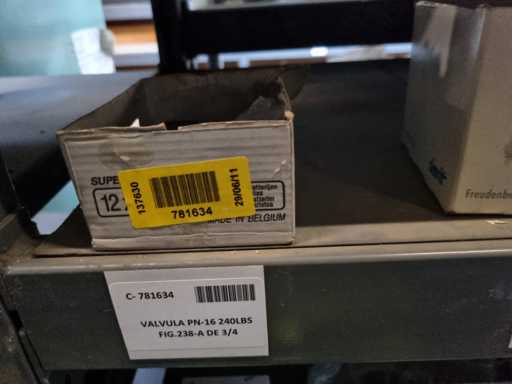 SUPE
12
137630
781634
29/06/11
MADE IN BELGIUM
Freudenbe
C- 781634
VALVULA PN-16 240LBS
FIG.238-A DE 3/4